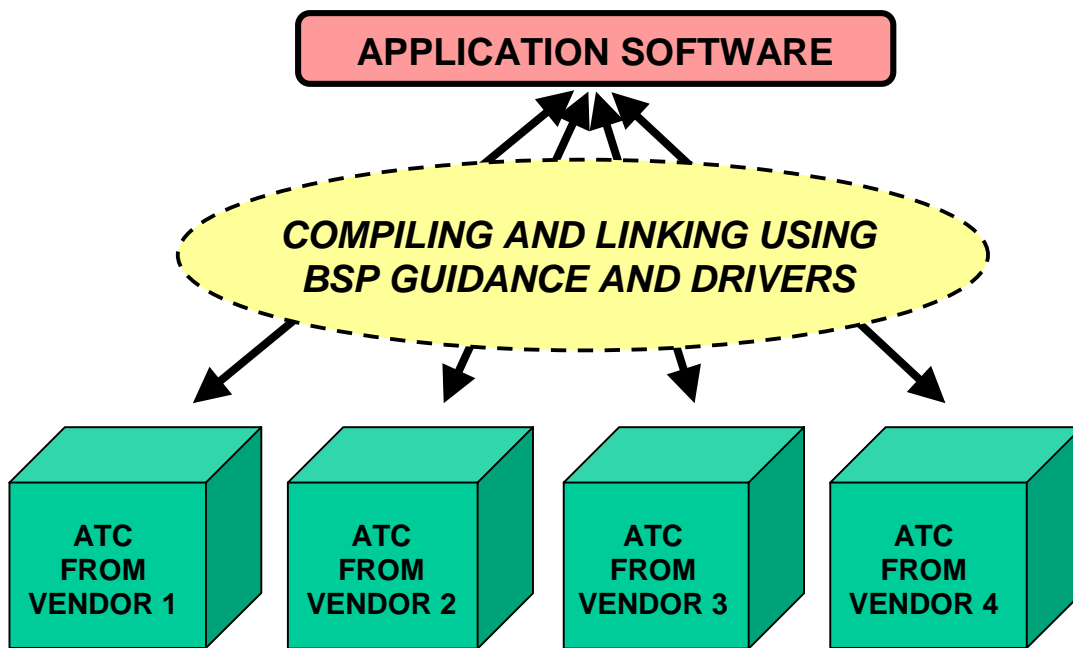 APPLICATION SOFTWARE
COMPILING AND LINKING USING
BSP GUIDANCE AND DRIVERS
ATC
FROM
VENDOR 1
ATC
FROM
VENDOR 2
ATC
FROM
VENDOR 3
ATC
FROM
VENDOR 4